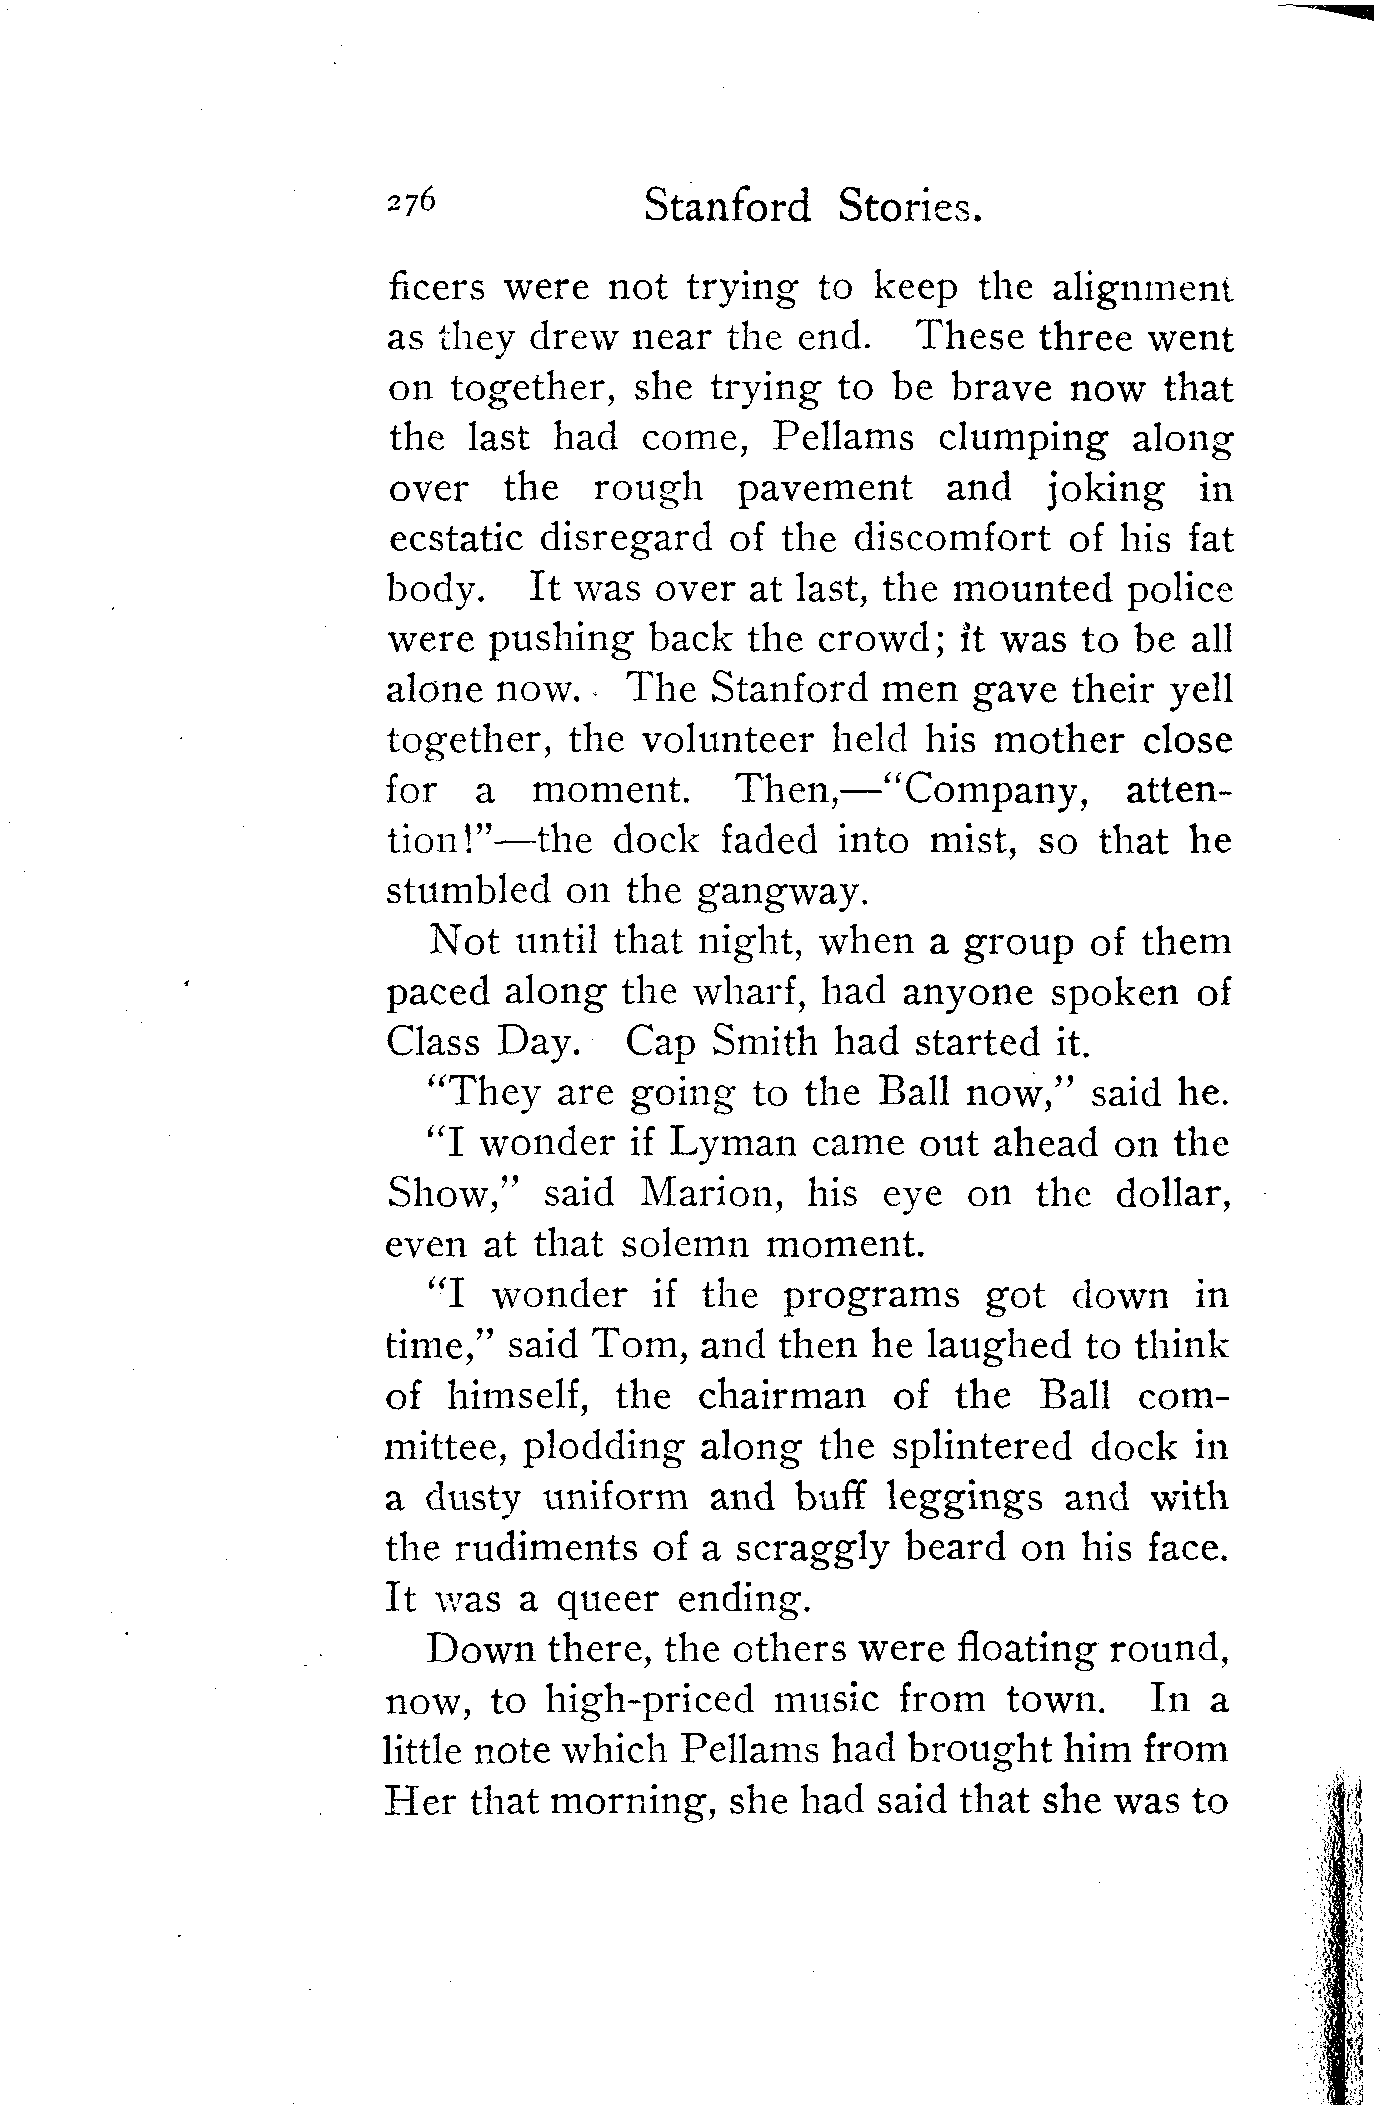 276 Stanford Stories.
ficers were not trying to keep the alignment
as they drew near the end. These three went
on together, she trying to be brave now that
the last had come, Pellams clumping along
over the rough pavement and joking in
ecstatic disregard of the discomfort of his fat
body. It was over at last, the mounted police
were pushing back the crowd; it was to be all
alone now. The Stanford men gave their yell
together, the volunteer held his mother close
for a moment. Then,—"Company, atten-
tion!"—the dock faded into mist, so that he
stumbled on the gangway.
Not until that night, when a group of them
paced along the wharf, had anyone spoken of
Class Day. Cap Smith had started it.
"They are going to the Ball now," said he.
"I wonder if Lyman came out ahead on the
Show," said Marion, his eye on the dollar,
even at that solemn moment.
"I wonder if the programs got down in
time," said Tom, and then he laughed to think
of himself, the chairman of the Ball com-
mittee, plodding along the splintered dock in
a dusty uniform and buff leggings and with
the rudiments of a scraggly beard on his face.
It was a queer ending.
Down there, the others were floating round,
now, to high-priced music from town. In a
little note which Pellams had brought him from
Her that morning, she had said that she was to